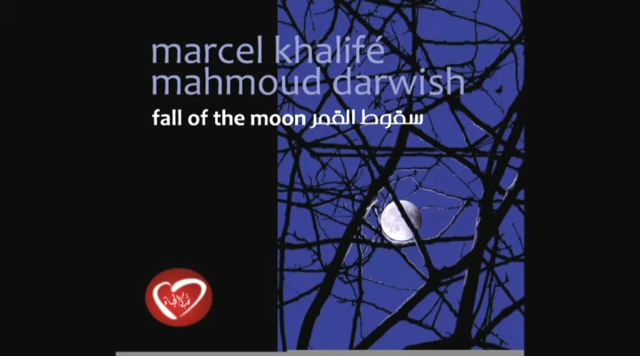 marcel khalifé
mahmoud darwish
fall of the moon سقوط القمر